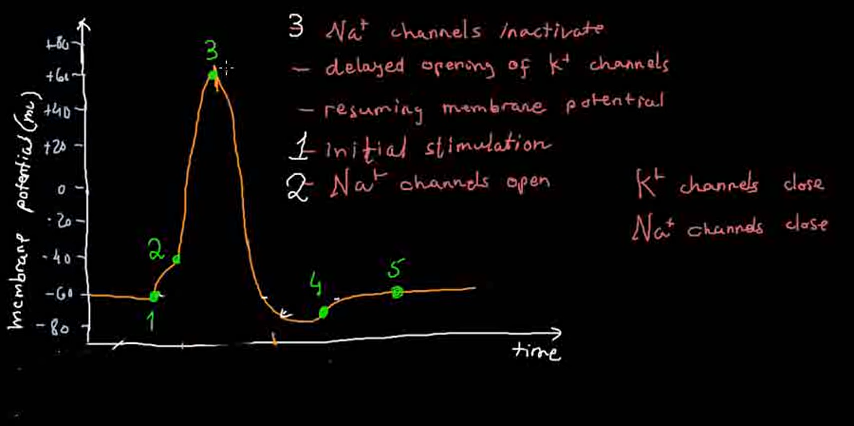 3 Na⁺ channels inactivate
- delayed opening of K⁺ channels
- resuming membrane potential
1 - initial stimulation
2 - Na⁺ channels open
K⁺ channels close
Na⁺ channels close
membrane potential (mv)
+80
+60
+40
+20
0
-20
-40
-60
-80
1
2
3
4
5
time